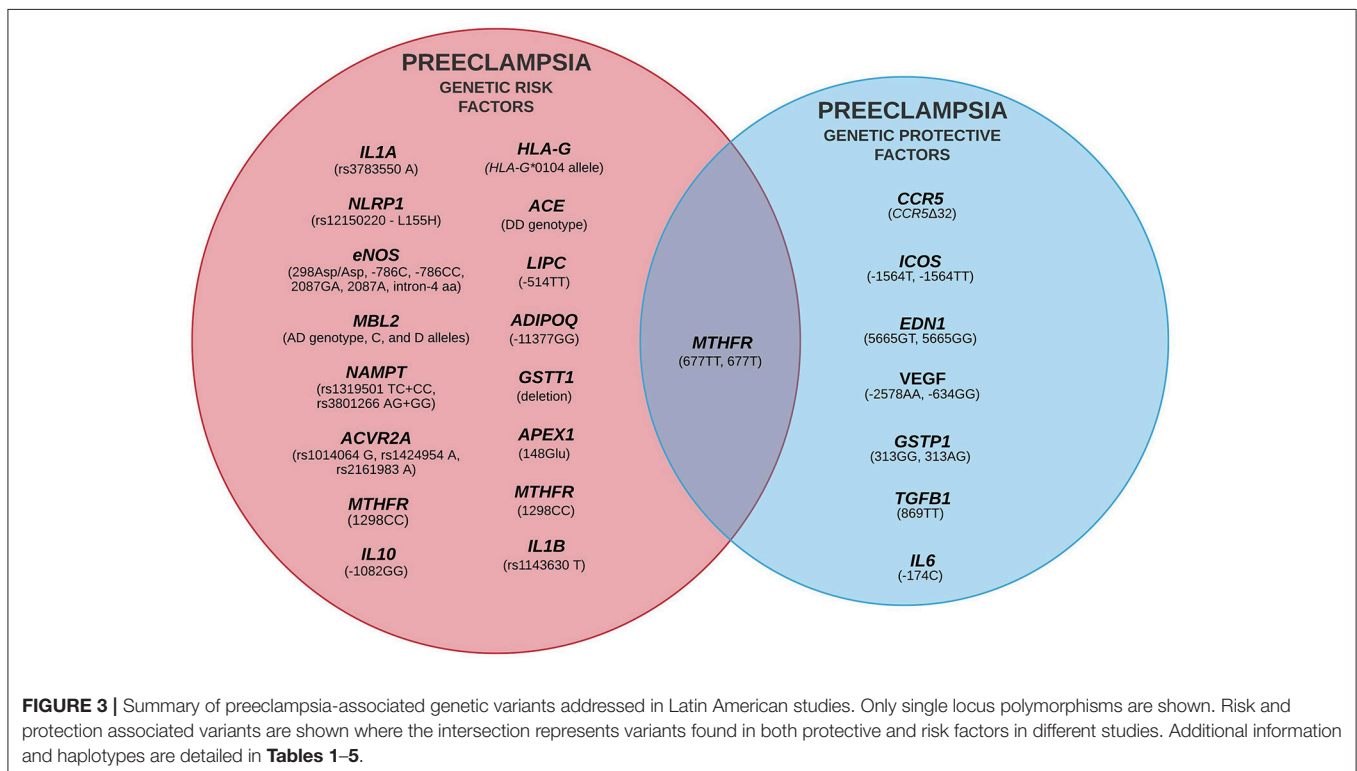 PREECLAMPSIA
GENETIC RISK
FACTORS
IL1A
(rs3783550 A)
NLRP1
(rs12150220 - L155H)
eNOS
(298Asp/Asp, -786C, -786CC,
2087GA, 2087A, intron-4 aa)
MBL2
(AD genotype, C, and D alleles)
NAMPT
(rs1319501 TC+CC,
rs3801266 AG+GG)
ACVR2A
(rs1014064 G, rs1424954 A,
rs2161983 A)
MTHFR
(1298CC)
IL10
(-1082GG)
HLA-G
(HLA-G*0104 allele)
ACE
(DD genotype)
LIPC
(-514TT)
ADIPOQ
(-11377GG)
GSTT1
(deletion)
APEX1
(148Glu)
MTHFR
(1298CC)
IL1B
(rs1143630 T)
MTHFR
(677TT, 677T)
PREECLAMPSIA
GENETIC PROTECTIVE
FACTORS
CCR5
(CCR5Δ32)
ICOS
(-1564T, -1564TT)
EDN1
(5665GT, 5665GG)
VEGF
(-2578AA, -634GG)
GSTP1
(313GG, 313AG)
TGFB1
(869TT)
IL6
(-174C)
FIGURE 3 | Summary of preeclampsia-associated genetic variants addressed in Latin American studies. Only single locus polymorphisms are shown. Risk and
protection associated variants are shown where the intersection represents variants found in both protective and risk factors in different studies. Additional information
and haplotypes are detailed in Tables 1–5.